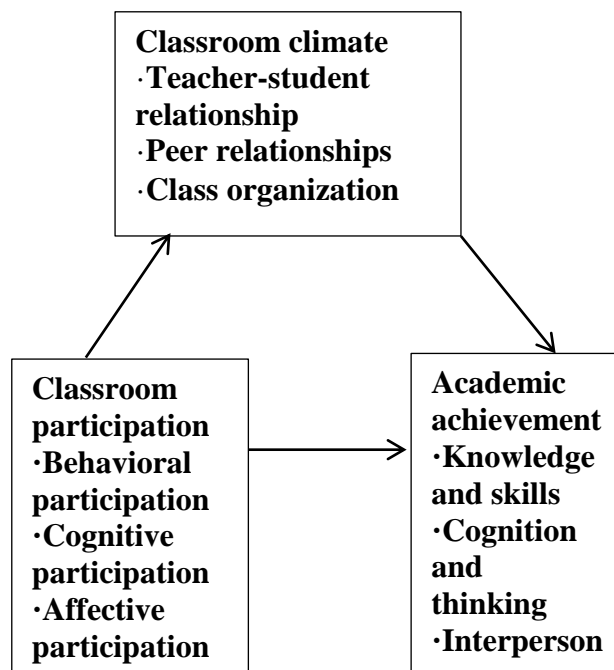 Classroom climate
·Teacher-student
relationship
·Peer relationships
·Class organization
Classroom
participation
·Behavioral
participation
·Cognitive
participation
·Affective
participation
Academic
achievement
·Knowledge
and skills
·Cognition
and
thinking
·Interperson